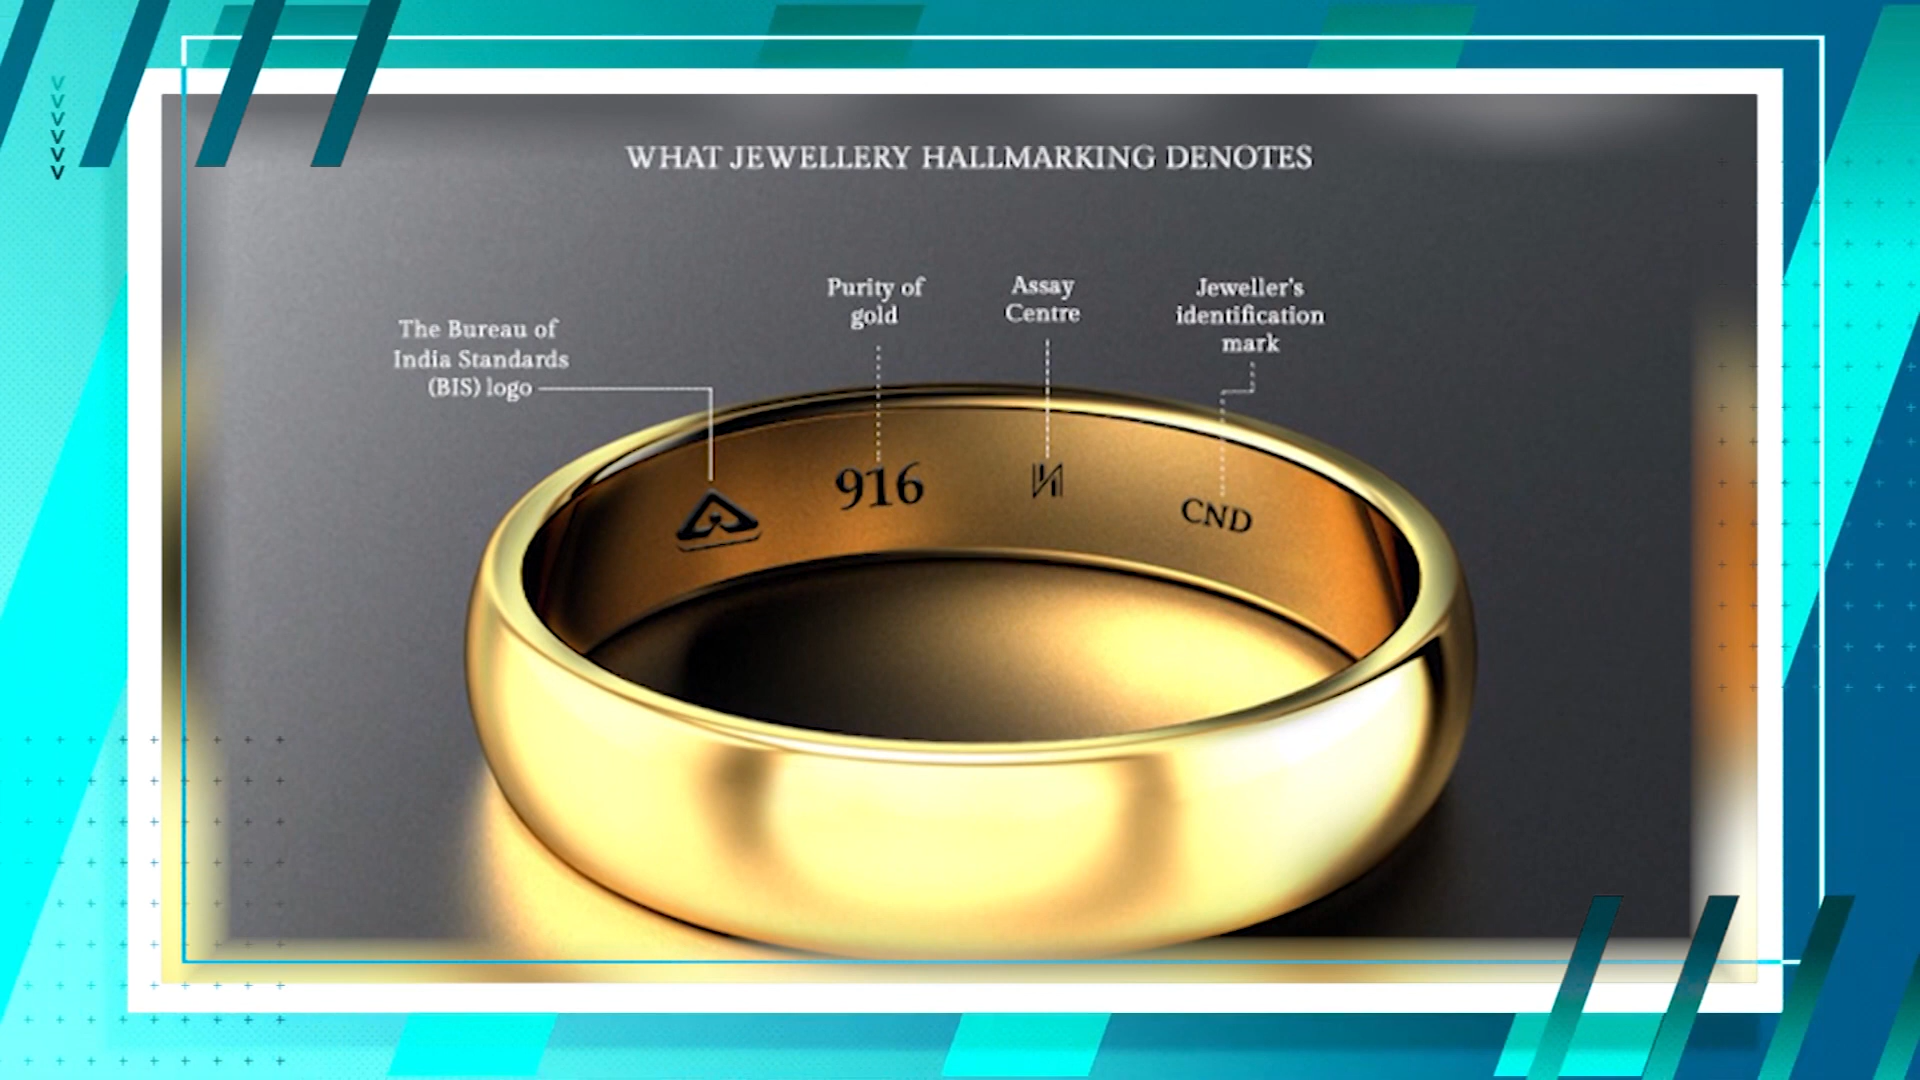 WHAT JEWELLERY HALLMARKING DENOTES
The Bureau of
India Standards
(BIS) logo
Purity of
gold
Assay
Centre
Jeweller's
identification
mark
916
CND